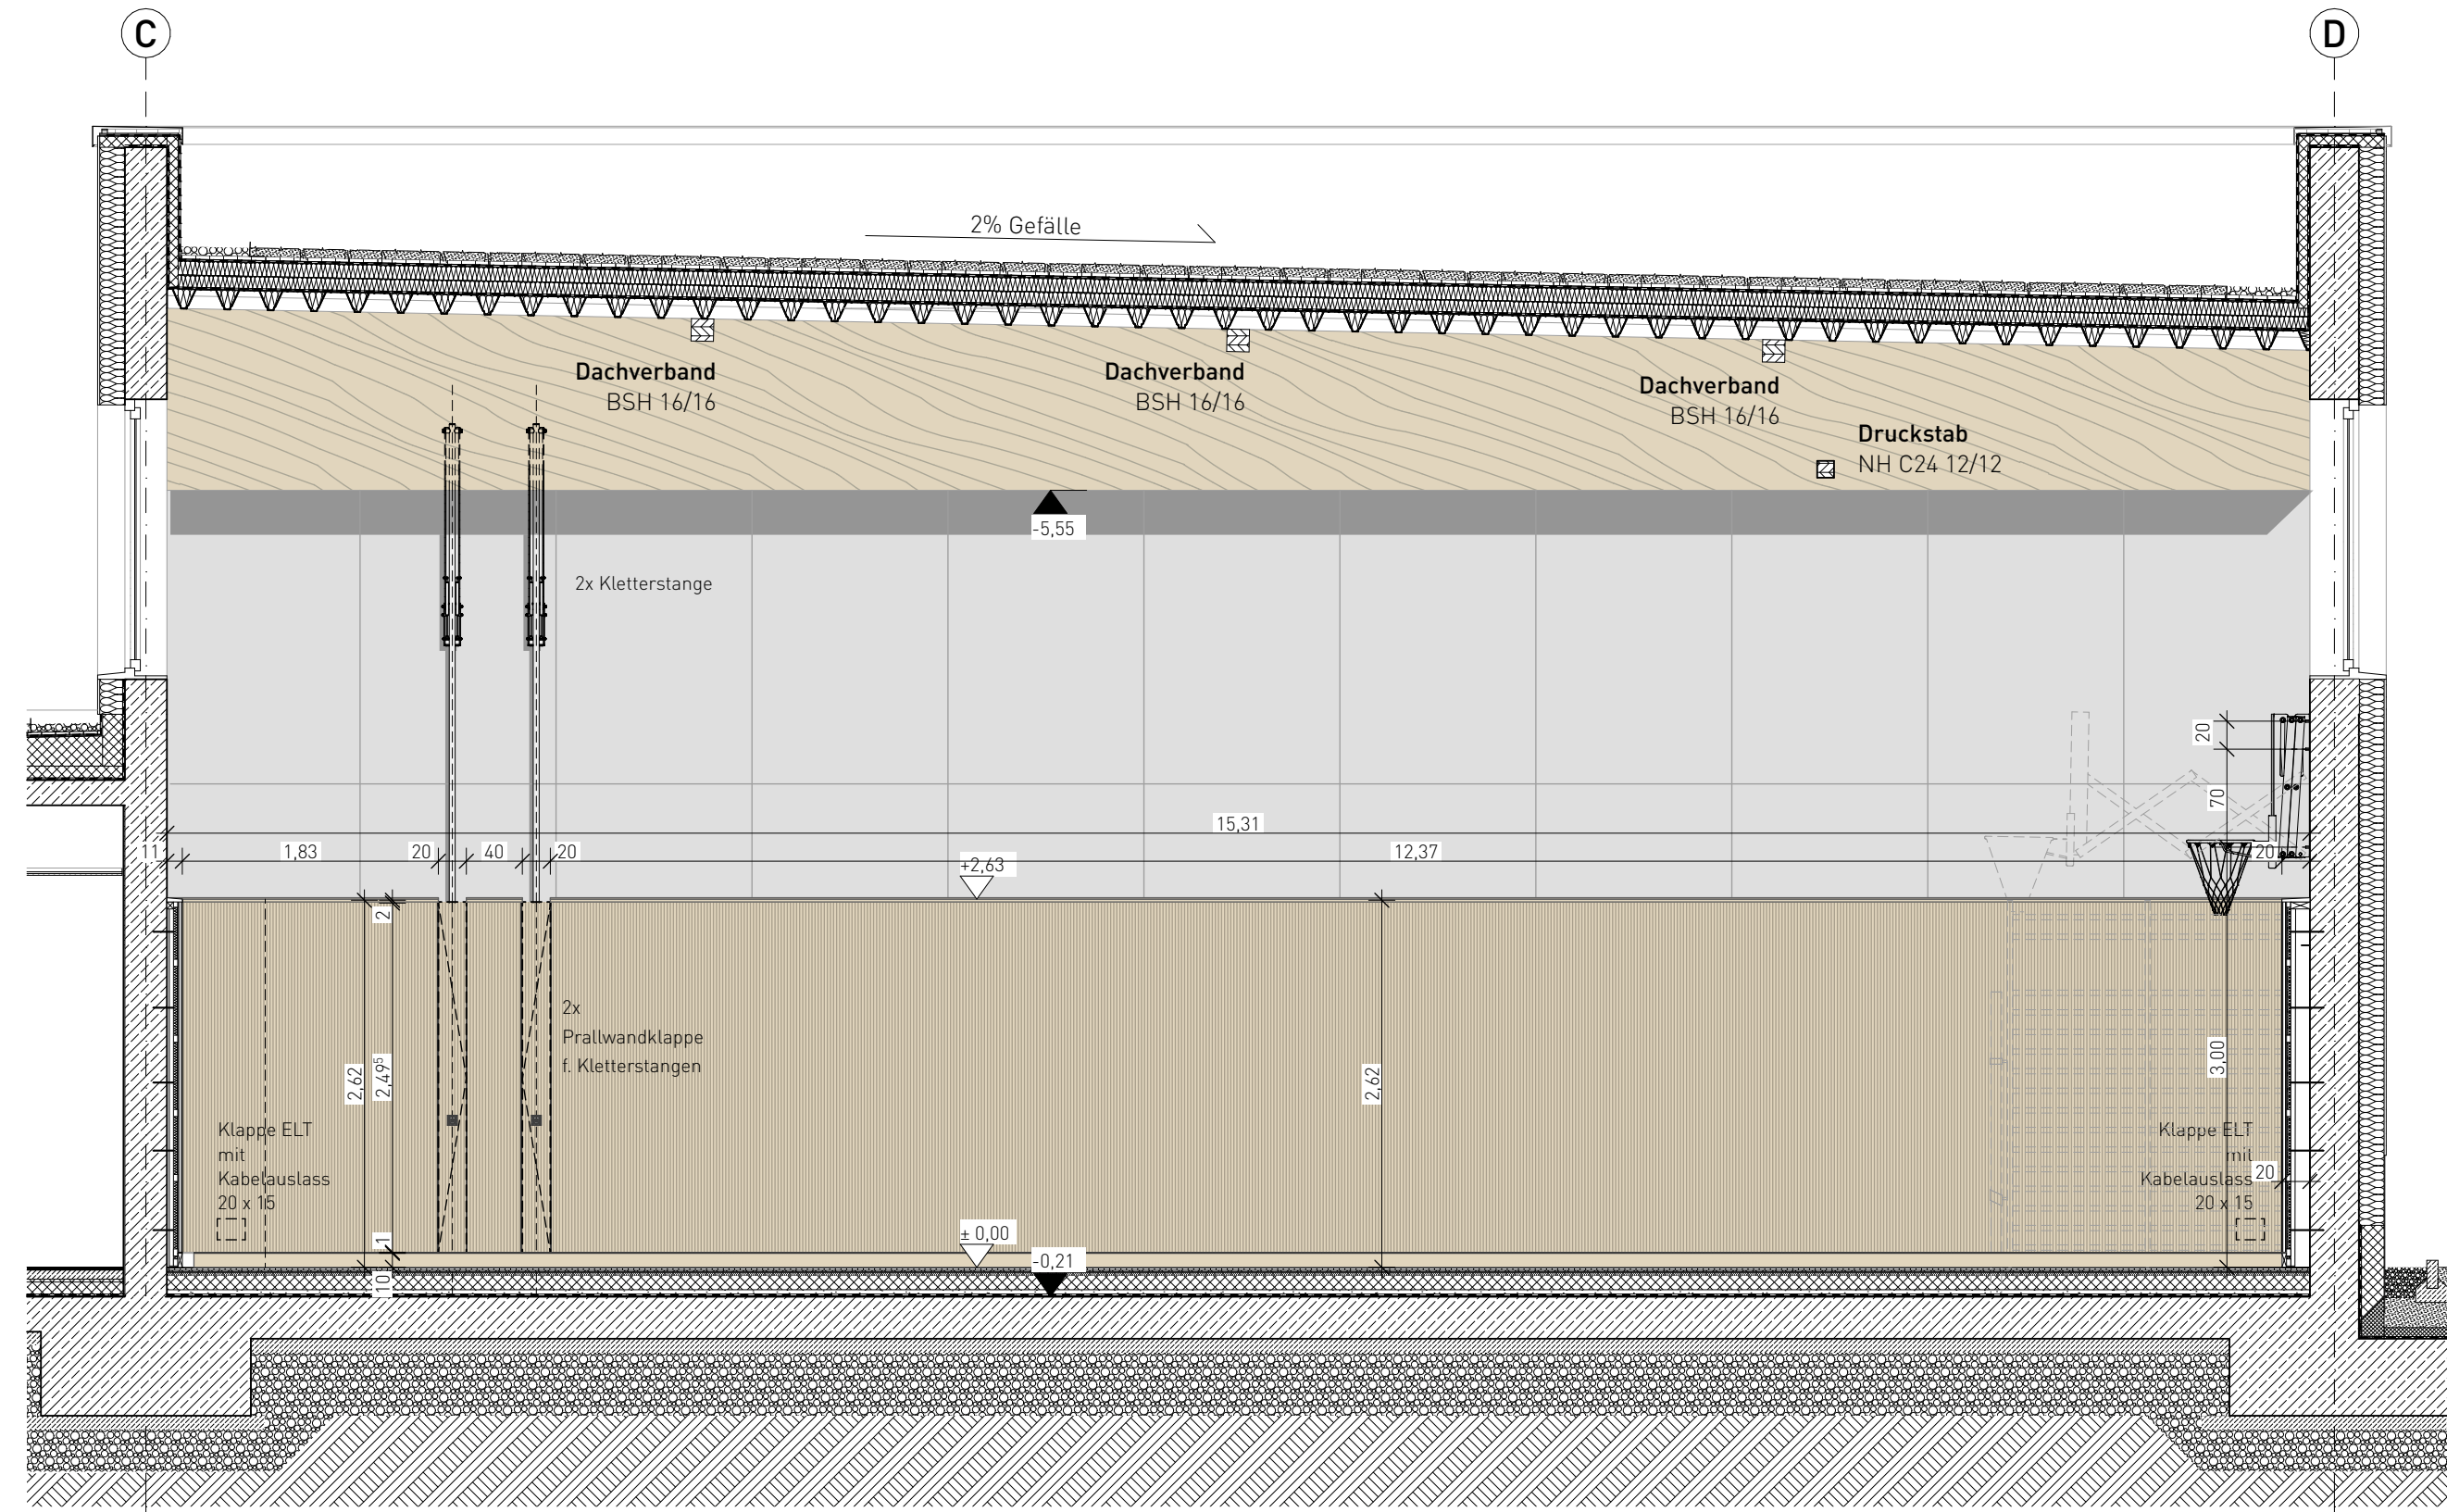 C
D
2% Gefälle
Dachverband
BSH 16/16
Dachverband
BSH 16/16
Dachverband
BSH 16/16
Druckstab
NH C24 12/12
-5,55
2x Kletterstange
20
70
15,31
11
1,83
20
40
20
12,37
20
+2,63
2
2,62
2,49⁵
2x
Prallwandklappe
f. Kletterstangen
2,62
3,00
Klappe ELT
mit
Kabelauslass
20 x 15
Klappe ELT
mit
Kabelauslass
20 x 15
20
1
10
± 0,00
-0,21